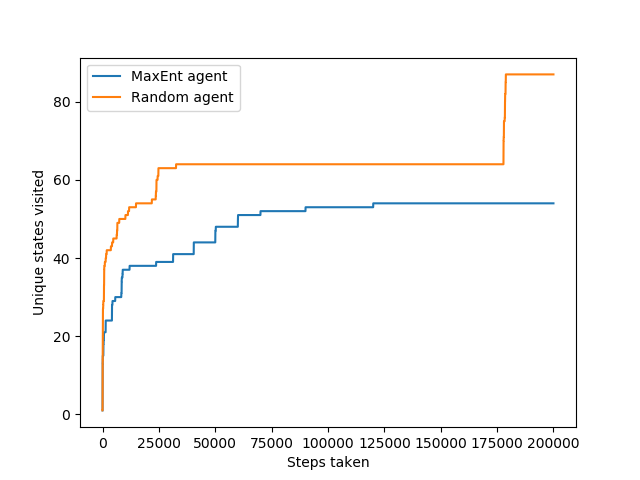 MaxEnt agent
Random agent
Unique states visited
80
60
40
20
0
0 25000 50000 75000 100000 125000 150000 175000 200000
Steps taken